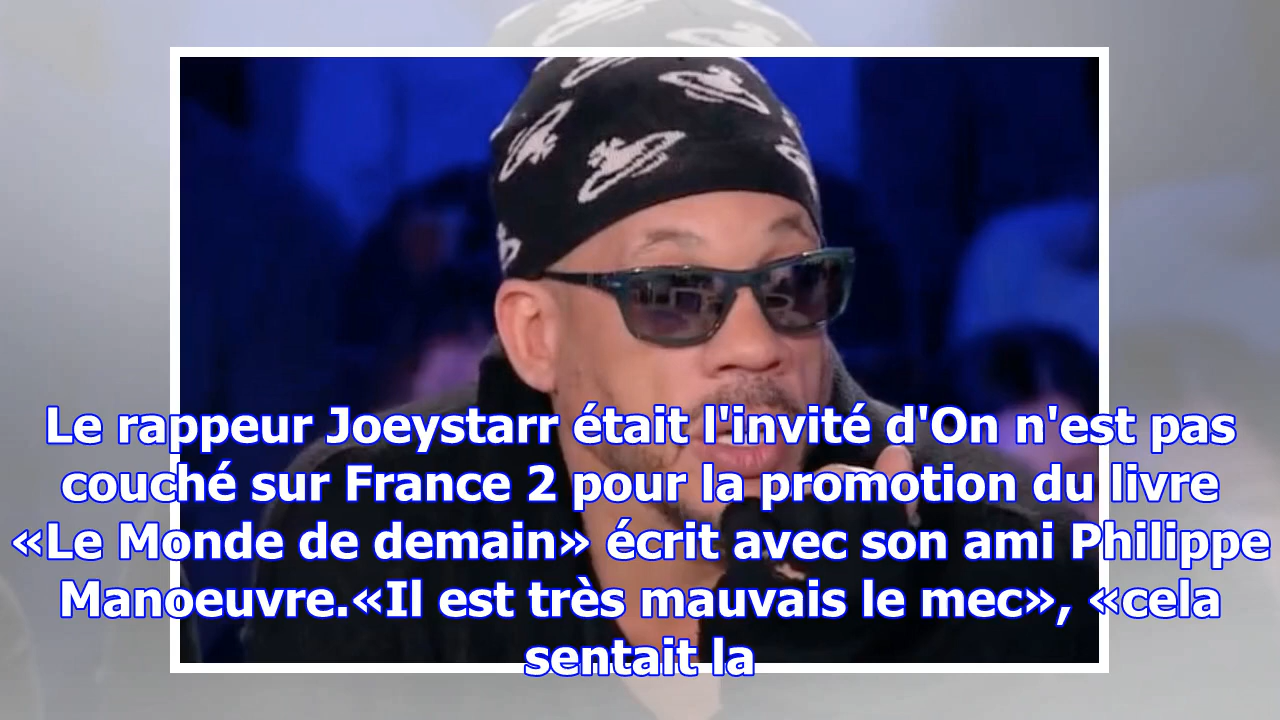 Le rappeur Joeystarr était l'invité d'On n'est pas
couché sur France 2 pour la promotion du livre
«Le Monde de demain» écrit avec son ami Philippe
Manoeuvre.«Il est très mauvais le mec», «cela
sentait la